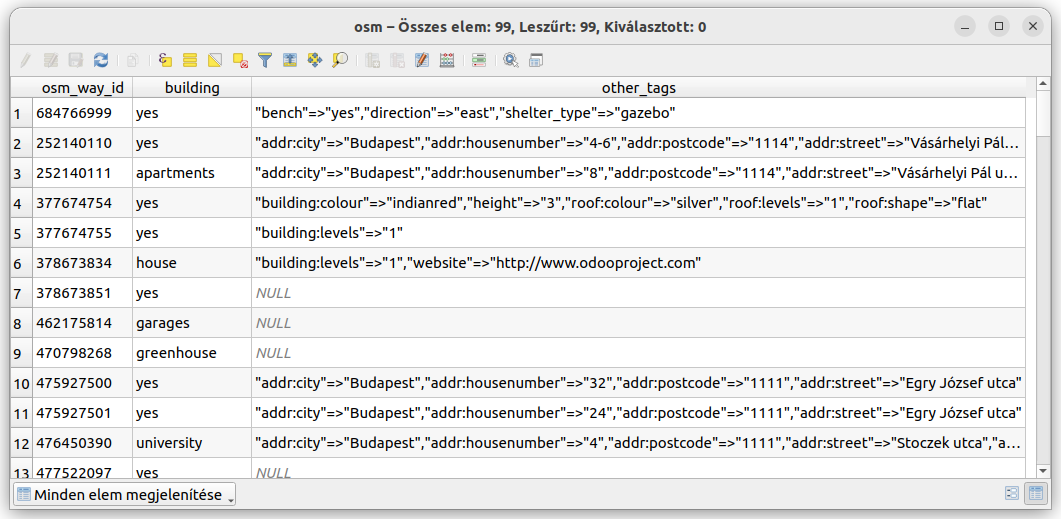 osm – Összes elem: 99, Leszűrt: 99, Kiválasztott: 0
osm_way_id building other_tags
1 684766999 yes "bench"=>"yes","direction"=>"east","shelter_type"=>"gazebo"
2 252140110 yes "addr:city"=>"Budapest","addr:housenumber"=>"4-6","addr:postcode"=>"1114","addr:street"=>"Vásárhelyi Pál...
3 252140111 apartments "addr:city"=>"Budapest","addr:housenumber"=>"8","addr:postcode"=>"1114","addr:street"=>"Vásárhelyi Pál u...
4 377674754 yes "building:colour"=>"indianred","height"=>"3","roof:colour"=>"silver","roof:levels"=>"1","roof:shape"=>"flat"
5 377674755 yes "building:levels"=>"1"
6 378673834 house "building:levels"=>"1","website"=>"http://www.odooproject.com"
7 378673851 yes NULL
8 462175814 garages NULL
9 470798268 greenhouse NULL
10 475927500 yes "addr:city"=>"Budapest","addr:housenumber"=>"32","addr:postcode"=>"1111","addr:street"=>"Egry József utca"
11 475927501 yes "addr:city"=>"Budapest","addr:housenumber"=>"24","addr:postcode"=>"1111","addr:street"=>"Egry József utca"
12 476450390 university "addr:city"=>"Budapest","addr:housenumber"=>"4","addr:postcode"=>"1111","addr:street"=>"Stoczek utca","a...
13 477522097 yes NULL
Minden elem megjelenítése